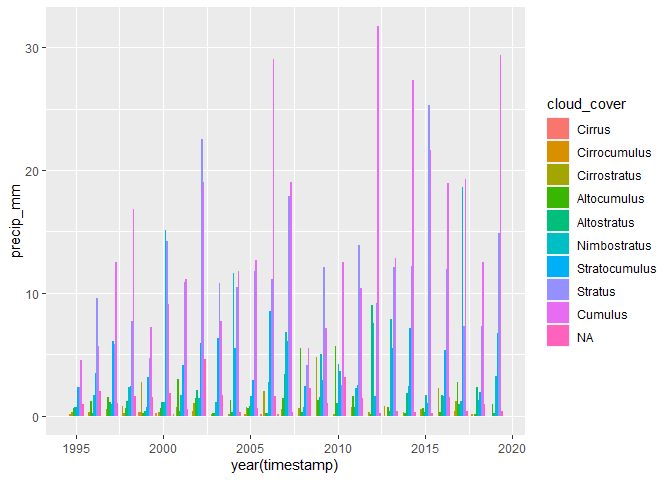 30
20
10
0
precip_mm
1995
2000
2005
2010
2015
2020
year(timestamp)
cloud_cover
Cirrus
Cirrocumulus
Cirrostratus
Altocumulus
Altostratus
Nimbostratus
Stratocumulus
Stratus
Cumulus
NA